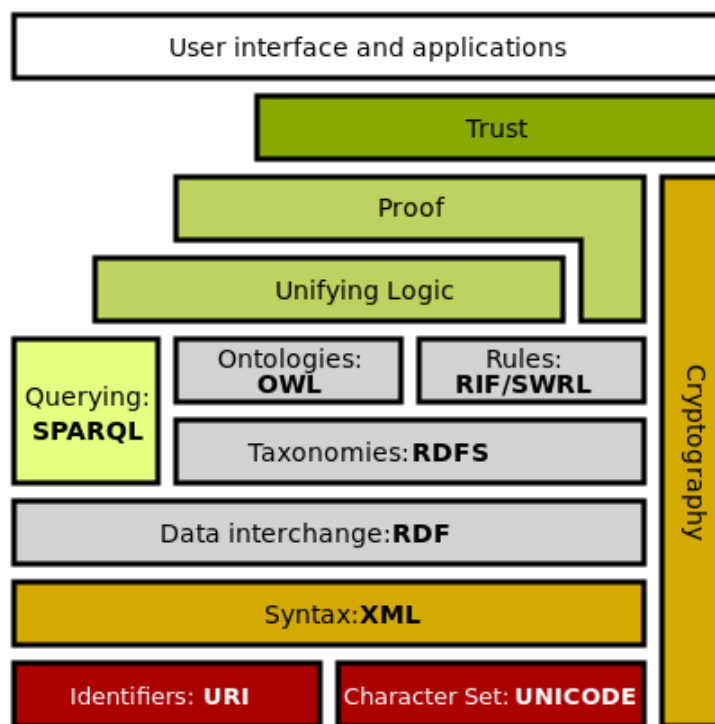 User interface and applications
Trust
Proof
Unifying Logic
Ontologies:
OWL
Rules:
RIF/SWRL
Querying:
SPARQL
Taxonomies: RDFS
Data interchange:RDF
Syntax:XML
Identifiers: URI
Character Set: UNICODE
Cryptography